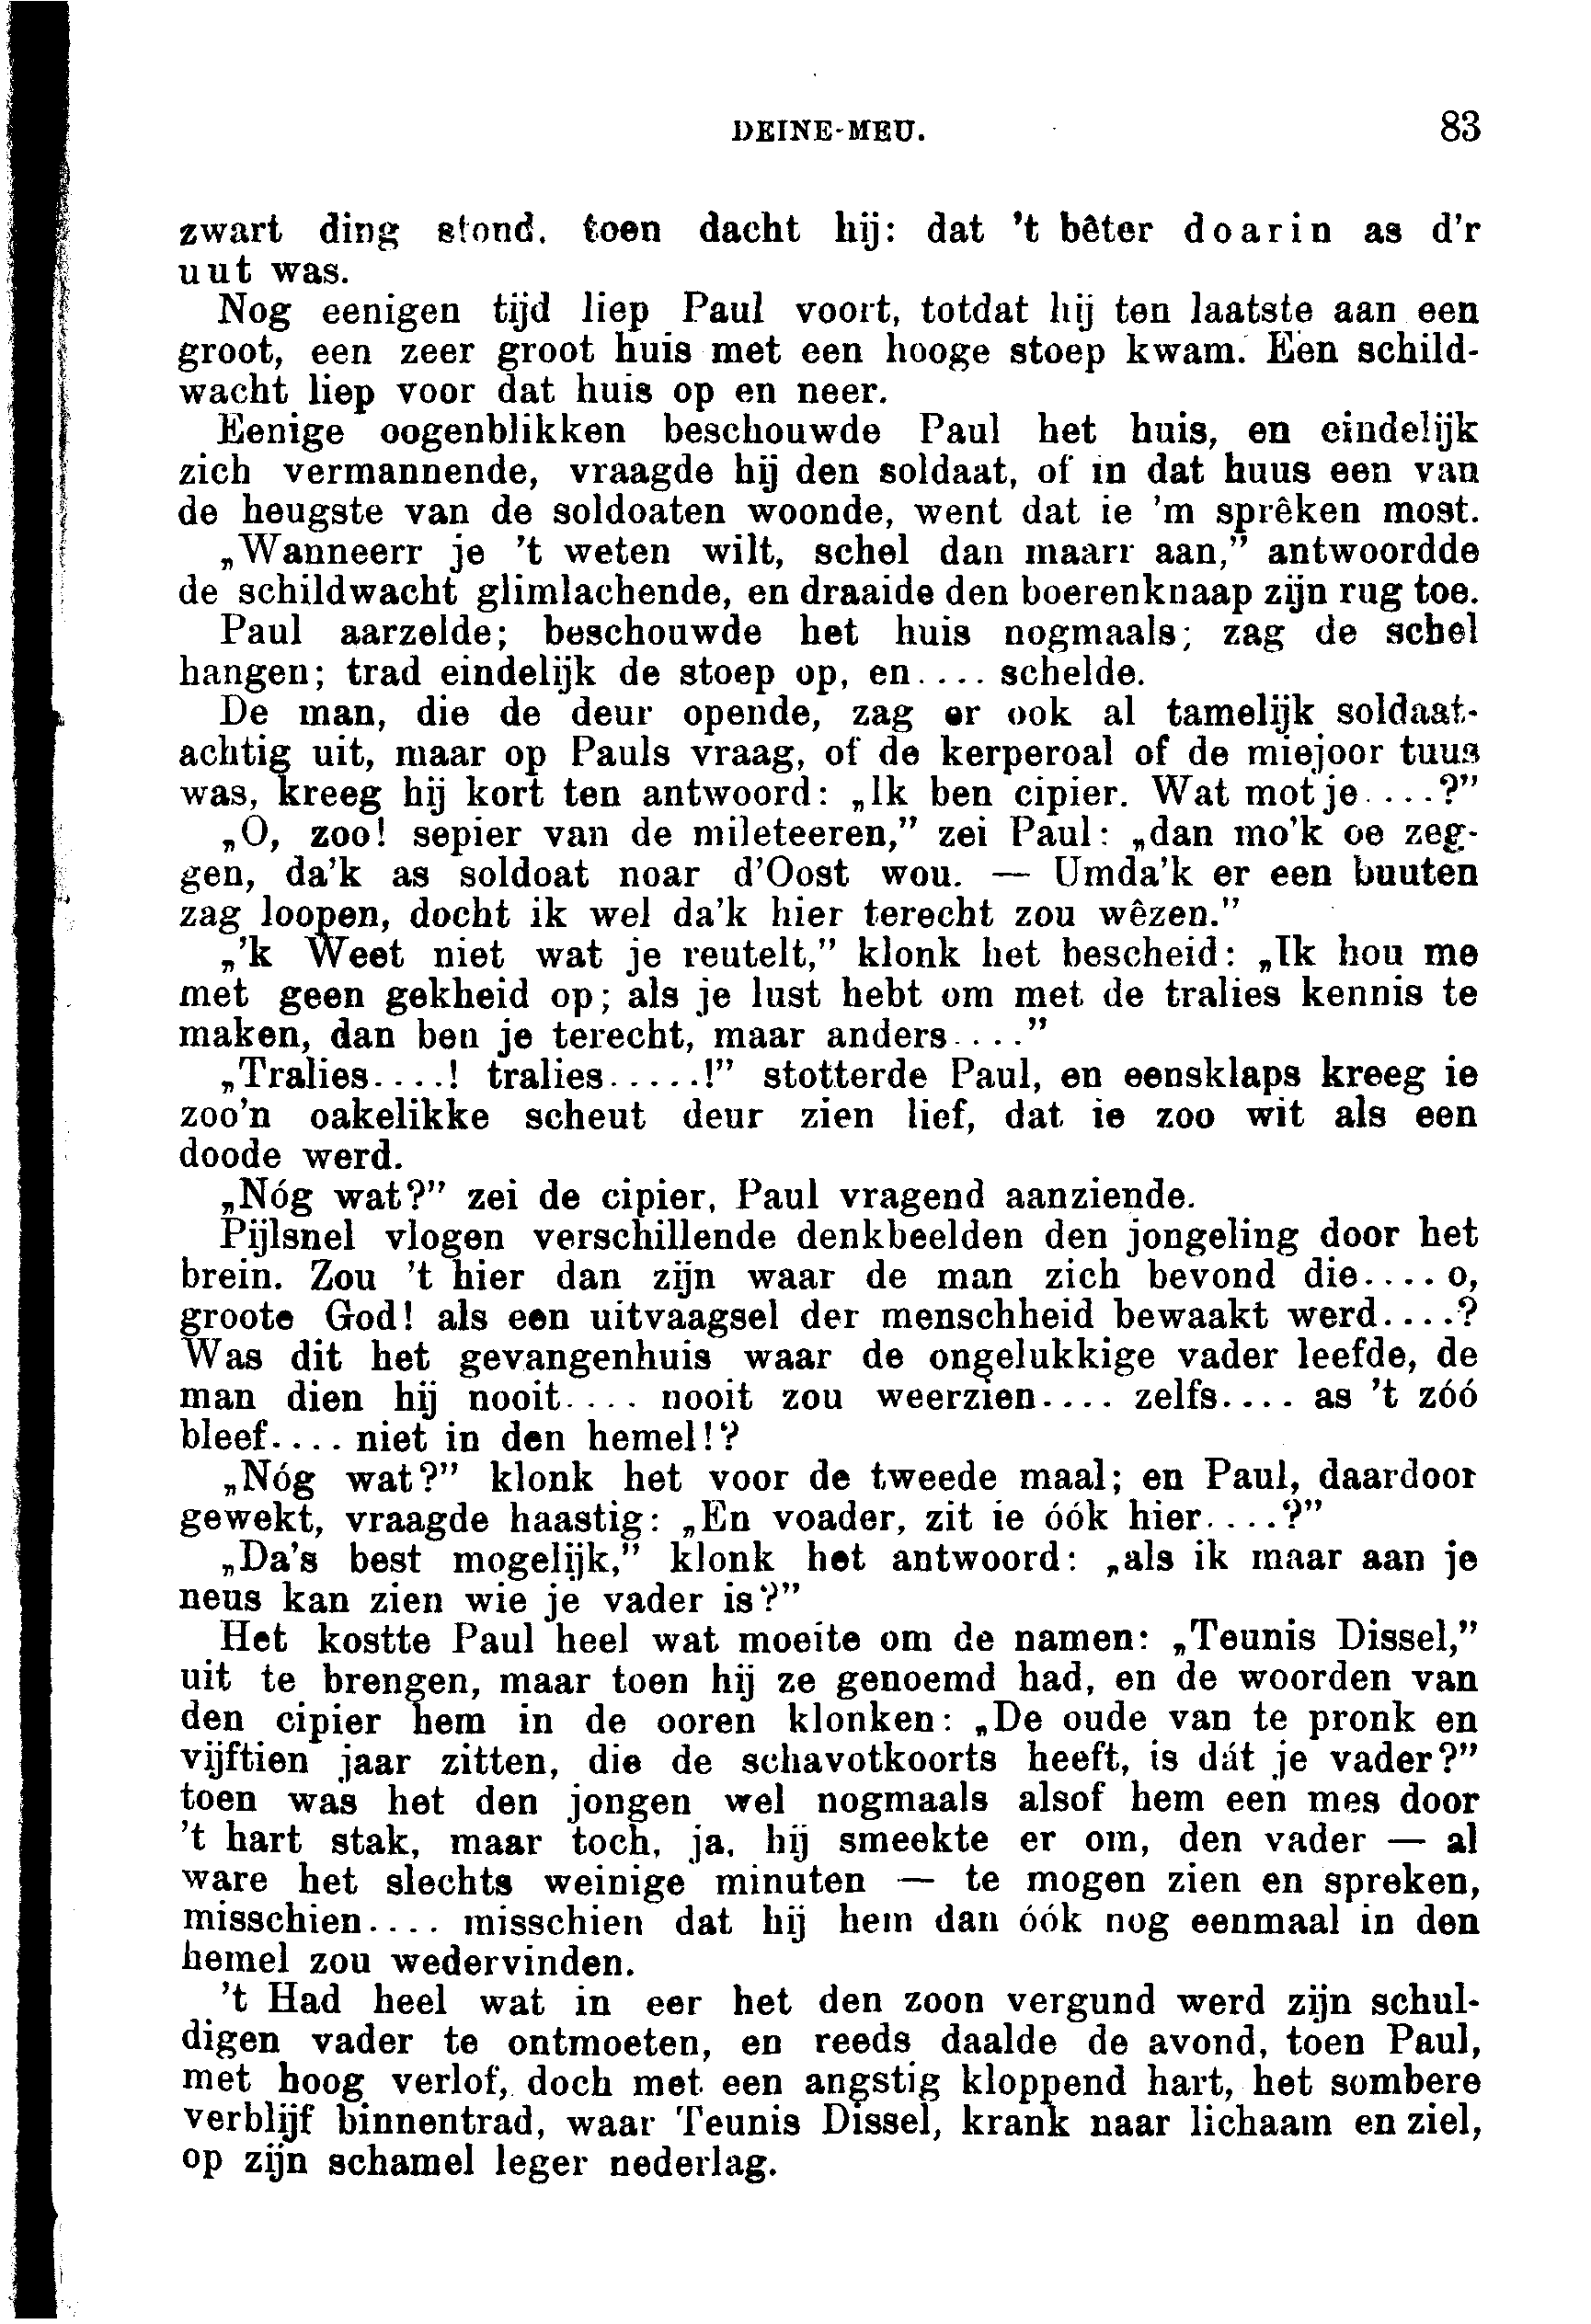 DEINE-MEU. 83
zwart ding stond, toen dacht hij: dat 't bêter doarin as d'r
uut was.
Nog eenigen tijd liep Paul voort, totdat hij ten laatste aan een
groot, een zeer groot huis met een hooge stoep kwam. Een schild-
wacht liep voor dat huis op en neer.
Eenige oogenblikken beschouwde Paul het huis, en eindelijk
zich vermannende, vraagde hij den soldaat, of in dat huus een van
de heugste van de soldoaten woonde, went dat ie 'm sprêken most.
„Wanneerr je 't weten wilt, schel dan maarr aan,” antwoordde
de schildwacht glimlachende, en draaide den boerenknaap zijn rug toe.
Paul aarzelde; beschouwde het huis nogmaals; zag de schel
hangen; trad eindelijk de stoep op, en.... schelde.
De man, die de deur opende, zag er ook al tamelijk soldaat-
achtig uit, maar op Pauls vraag, of de kerperoal of de miejoor tuus
was, kreeg hij kort ten antwoord: „Ik ben cipier. Wat mot je....?”
„O, zoo! sepier van de mileteeren,” zei Paul: „dan mo'k oe zeg-
gen, da'k as soldoat noar d'Oost wou. — Umda'k er een buuten
zag loopen, docht ik wel da'k hier terecht zou wêzen.”
„'k Weet niet wat je reutelt,” klonk het bescheid: „Ik hou me
met geen gekheid op; als je lust hebt om met de tralies kennis te
maken, dan ben je terecht, maar anders....”
„Tralies....! tralies.....!” stotterde Paul, en eensklaps kreeg ie
zoo'n oakelikke scheut deur zien lief, dat ie zoo wit als een
doode werd.
„Nóg wat?” zei de cipier, Paul vragend aanziende.
Pijlsnel vlogen verschillende denkbeelden den jongeling door het
brein. Zou 't hier dan zijn waar de man zich bevond die.... o,
groote God! als een uitvaagsel der menschheid bewaakt werd....?
Was dit het gevangenhuis waar de ongelukkige vader leefde, de
man dien hij nooit.... nooit zou weerzien.... zelfs.... as 't zóó
bleef.... niet in den hemel!?
„Nóg wat?” klonk het voor de tweede maal; en Paul, daardoor
gewekt, vraagde haastig: „En voader, zit ie óók hier....?”
„Da's best mogelijk,” klonk het antwoord: „als ik maar aan je
neus kan zien wie je vader is?”
Het kostte Paul heel wat moeite om de namen: „Teunis Dissel,”
uit te brengen, maar toen hij ze genoemd had, en de woorden van
den cipier hem in de ooren klonken: „De oude van te pronk en
vijftien jaar zitten, die de schavotkoorts heeft, is dát je vader?”
toen was het den jongen wel nogmaals alsof hem een mes door
't hart stak, maar toch, ja, hij smeekte er om, den vader — al
ware het slechts weinige minuten — te mogen zien en spreken,
misschien.... misschien dat hij hem dan óók nog eenmaal in den
hemel zou wedervinden.
't Had heel wat in eer het den zoon vergund werd zijn schul-
digen vader te ontmoeten, en reeds daalde de avond, toen Paul,
met hoog verlof, doch met een angstig kloppend hart, het sombere
verblijf binnentrad, waar Teunis Dissel, krank naar lichaam en ziel,
op zijn schamel leger nederlag.